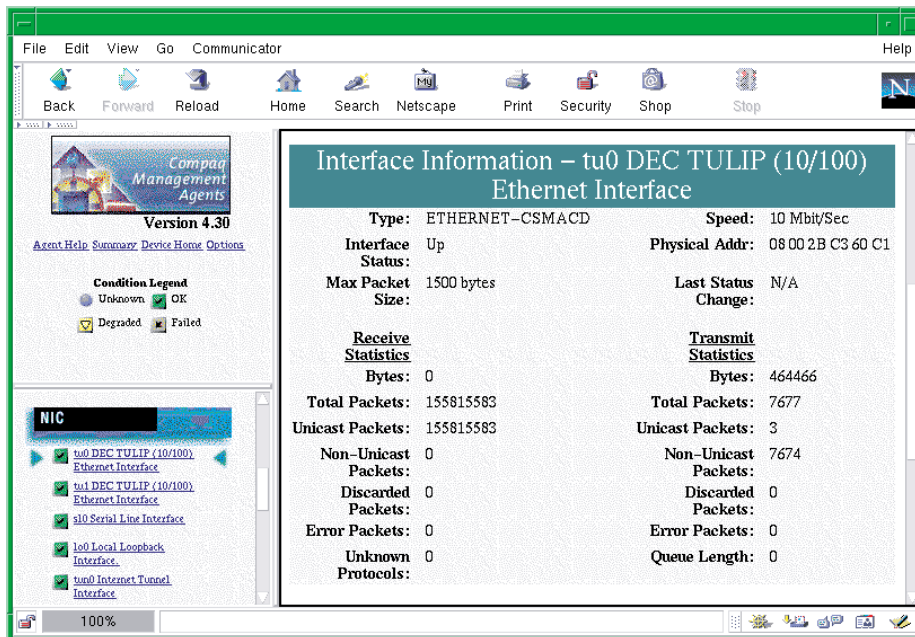 File Edit View Go Communicator Help
Back Forward Reload Home Search Netscape Print Security Shop Stop
My
N
Compaq
Management
Agents
Version 4.30
Agent Help Summary Device Home Options
Condition Legend
Unknown OK
Degraded Failed
NIC
tu0 DEC TULIP (10/100)
Ethernet Interface
tu1 DEC TULIP (10/100)
Ethernet Interface
sl0 Serial Line Interface
lo0 Local Loopback
Interface.
tun0 Internet Tunnel
Interface
Interface Information – tu0 DEC TULIP (10/100)
Ethernet Interface
Type: ETHERNET–CSMACD Speed: 10 Mbit/Sec
Interface Status: Up Physical Addr: 08 00 2B C3 60 C1
Max Packet Size: 1500 bytes Last Status Change: N/A
Receive Statistics Transmit Statistics
Bytes: 0 Bytes: 464466
Total Packets: 155815583 Total Packets: 7677
Unicast Packets: 155815583 Unicast Packets: 3
Non–Unicast Packets: 0 Non–Unicast Packets: 7674
Discarded Packets: 0 Discarded Packets: 0
Error Packets: 0 Error Packets: 0
Unknown Protocols: 0 Queue Length: 0
100%